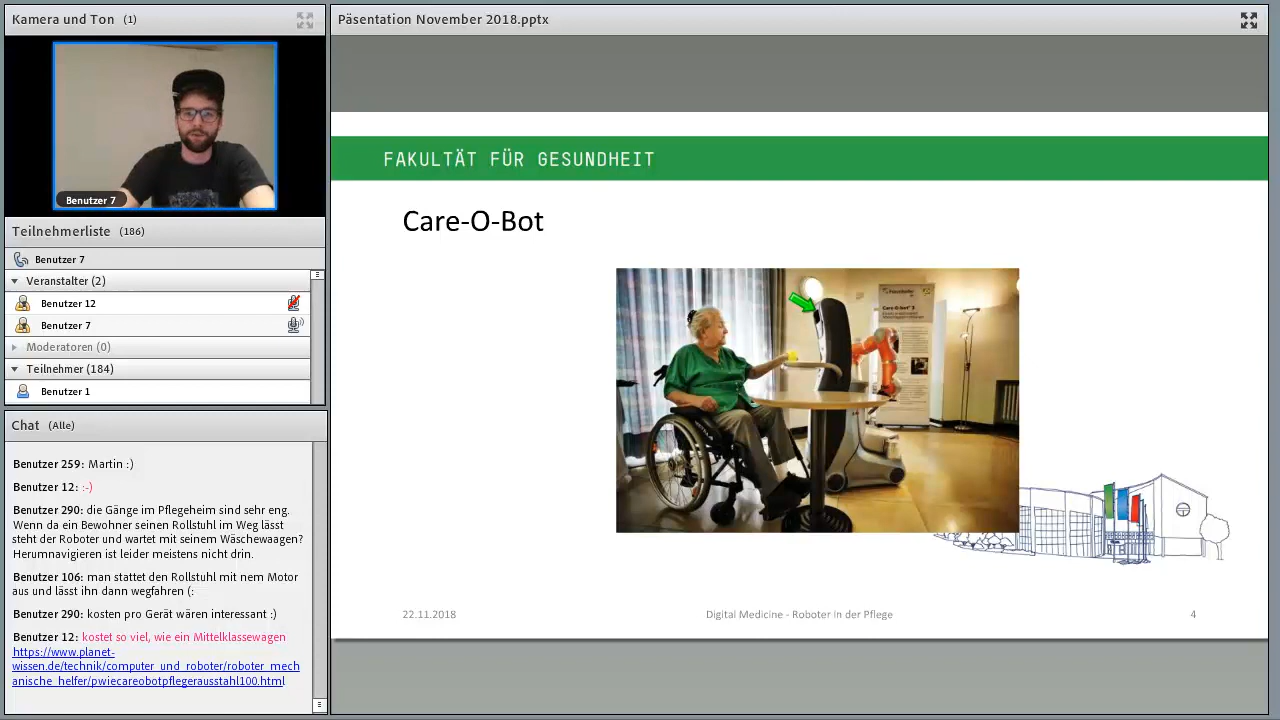 Kamera und Ton (1)
Benutzer 7
Teilnehmerliste (186)
Benutzer 7
Veranstalter (2)
Benutzer 12
Benutzer 7
Moderatoren (0)
Teilnehmer (184)
Benutzer 1
Chat (Alle)
Benutzer 259: Martin :)
Benutzer 12: :-)
Benutzer 290: die Gänge im Pflegeheim sind sehr eng.
Wenn da ein Bewohner seinen Rollstuhl im Weg lässt
steht der Roboter und wartet mit seinem Wäschewaagen?
Herumnavigieren ist leider meistens nicht drin.
Benutzer 106: man stattet den Rollstuhl mit nem Motor
aus und lässt ihn dann wegfahren (:
Benutzer 290: kosten pro Gerät wären interessant :)
Benutzer 12: kostet so viel, wie ein Mittelklassewagen
https://www.planet-
wissen.de/technik/computer_und_roboter/roboter_mech
anische_helfer/pwiecareobotpflegerausstahl100.html
Päsentation November 2018.pptx
FAKULTÄT FÜR GESUNDHEIT
Care-O-Bot
22.11.2018
Digital Medicine - Roboter in der Pflege
4